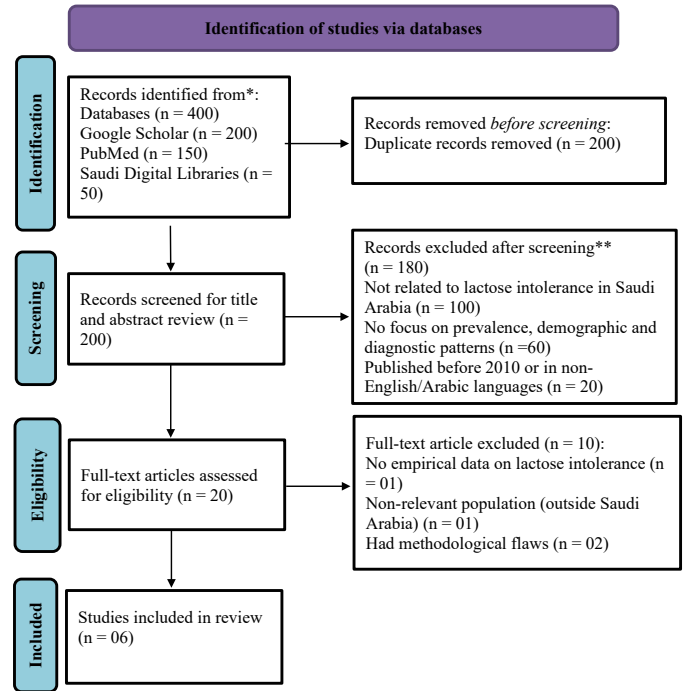 Identification of studies via databases
Identification
Records identified from*:
Databases (n = 400)
Google Scholar (n = 200)
PubMed (n = 150)
Saudi Digital Libraries (n =
50)
Records removed before screening:
Duplicate records removed (n = 200)
Screening
Records screened for title
and abstract review (n =
200)
Records excluded after screening**
(n = 180)
Not related to lactose intolerance in Saudi
Arabia (n = 100)
No focus on prevalence, demographic and
diagnostic patterns (n =60)
Published before 2010 or in non-
English/Arabic languages (n = 20)
Eligibility
Full-text articles assessed
for eligibility (n = 20)
Full-text article excluded (n = 10):
No empirical data on lactose intolerance (n
= 01)
Non-relevant population (outside Saudi
Arabia) (n = 01)
Had methodological flaws (n = 02)
Included
Studies included in review
(n = 06)